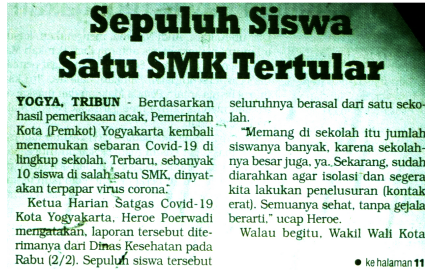 Sepuluh Siswa
Satu SMK Tertular
YOGYA, TRIBUN - Berdasarkan
hasil pemeriksaan acak, Pemerintah
Kota (Pemkot) Yogyakarta kembali
menemukan sebaran Covid-19 di
lingkup sekolah. Terbaru, sebanyak
10 siswa di salah satu SMK, dinyat-
akan terpapar virus corona.
Ketua Harian Satgas Covid-19
Kota Yogyakarta, Heroe Poerwadi
mengatakan, laporan tersebut dite-
rimanya dari Dinas Kesehatan pada
Rabu (2/2). Sepuluh siswa tersebut
seluruhnya berasal dari satu seko-
lah.
"Memang di sekolah itu jumlah
siswanya banyak, karena sekolah-
nya besar juga, ya. Sekarang, sudah
diarahkan agar isolasi dan segera
kita lakukan penelusuran (kontak
erat). Semuanya sehat, tanpa gejala
berarti," ucap Heroe.
Walau begitu, Wakil Wali Kota
● ke halaman 11